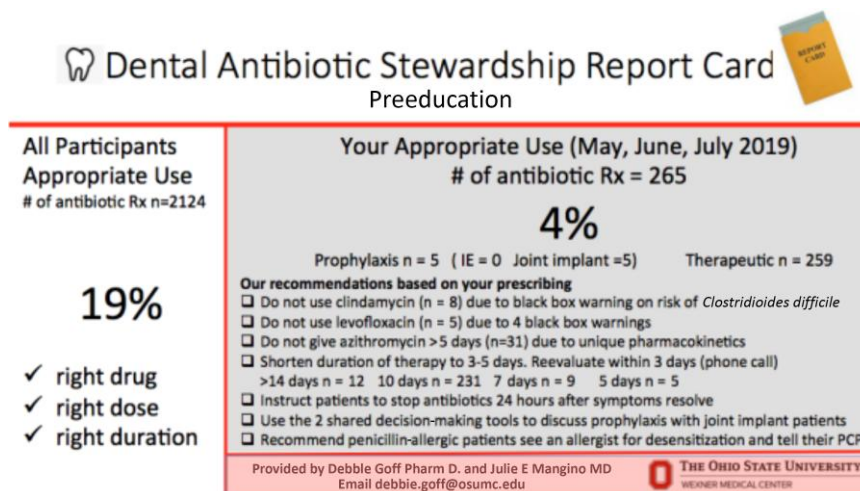 REPORT
CARD
Dental Antibiotic Stewardship Report Card
Preeducation
All Participants
Appropriate Use
# of antibiotic Rx n=2124
19%
✓ right drug
✓ right dose
✓ right duration
Your Appropriate Use (May, June, July 2019)
# of antibiotic Rx = 265
4%
Prophylaxis n = 5 ( IE = 0 Joint implant =5) Therapeutic n = 259
Our recommendations based on your prescribing
❑ Do not use clindamycin (n = 8) due to black box warning on risk of Clostridioides difficile
❑ Do not use levofloxacin (n = 5) due to 4 black box warnings
❑ Do not give azithromycin >5 days (n=31) due to unique pharmacokinetics
❑ Shorten duration of therapy to 3-5 days. Reevaluate within 3 days (phone call)
>14 days n = 12 10 days n = 231 7 days n = 9 5 days n = 5
❑ Instruct patients to stop antibiotics 24 hours after symptoms resolve
❑ Use the 2 shared decision-making tools to discuss prophylaxis with joint implant patients
❑ Recommend penicillin-allergic patients see an allergist for desensitization and tell their PCP
Provided by Debble Goff Pharm D. and Julie E Mangino MD
Email debbie.goff@osumc.edu
THE OHIO STATE UNIVERSITY
WEXNER MEDICAL CENTER